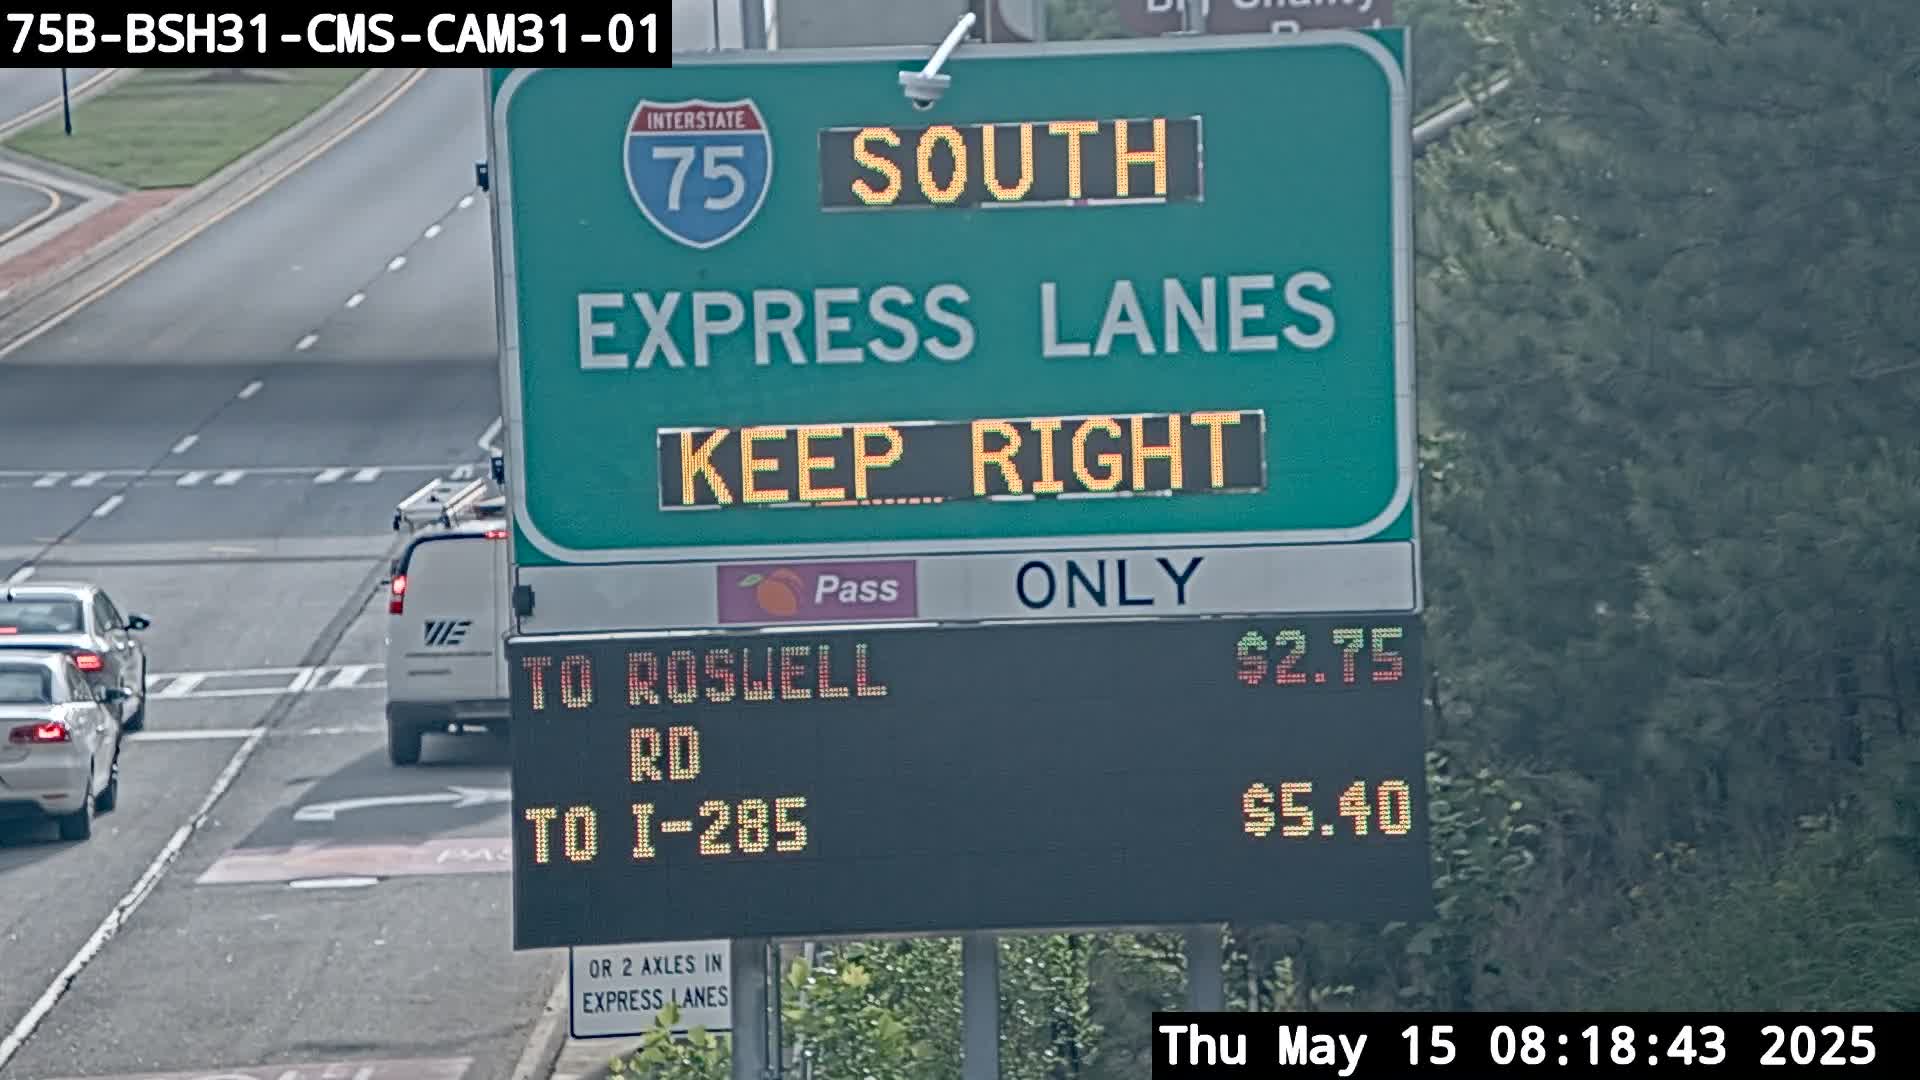 75B-BSH31-CMS-CAM31-01
INTERSTATE
75
SOUTH
EXPRESS LANES
KEEP RIGHT
Pass
ONLY
TO ROSWELL $2.75
RD
TO I-285 $5.40
OR 2 AXLES IN
EXPRESS LANES
Thu May 15 08:18:43 2025